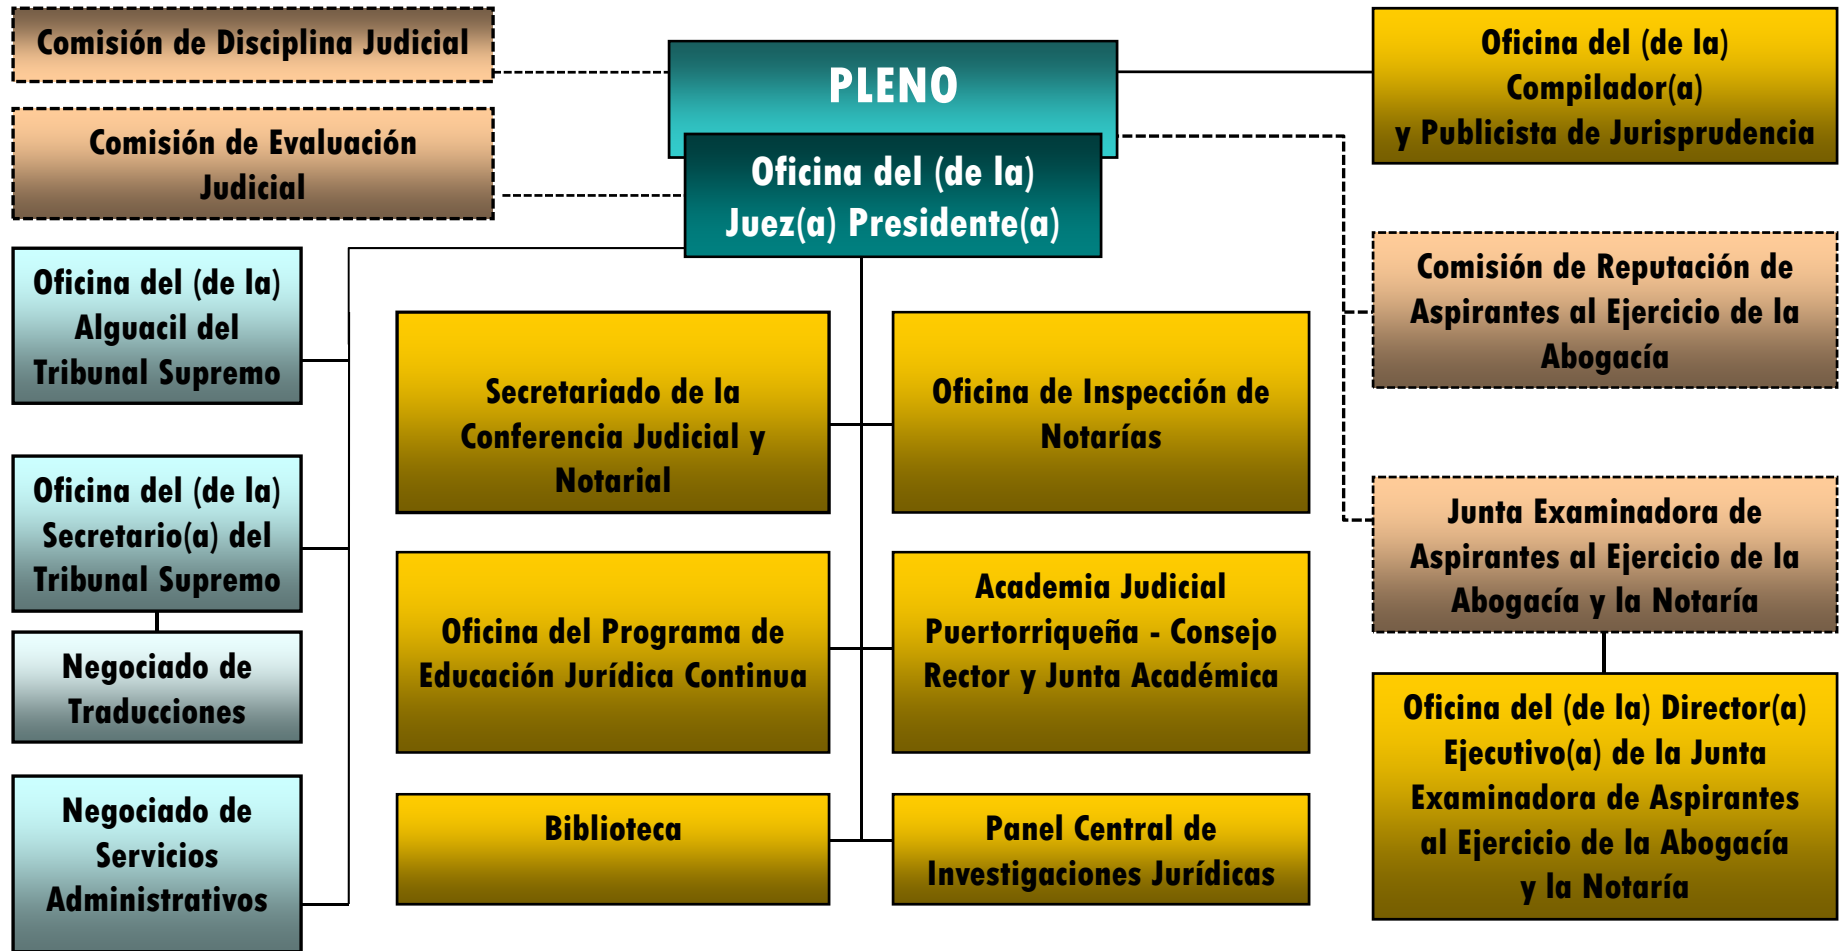 Comisión de Disciplina Judicial
Comisión de Evaluación
Judicial
PLENO
Oficina del (de la)
Juez(a) Presidente(a)
Oficina del (de la)
Compilador(a)
y Publicista de Jurisprudencia
Oficina del (de la)
Alguacil del
Tribunal Supremo
Oficina del (de la)
Secretario(a) del
Tribunal Supremo
Negociado de
Traducciones
Negociado de
Servicios
Administrativos
Secretariado de la
Conferencia Judicial y
Notarial
Oficina de Inspección de
Notarías
Oficina del Programa de
Educación Jurídica Continua
Academia Judicial
Puertorriqueña - Consejo
Rector y Junta Académica
Biblioteca
Panel Central de
Investigaciones Jurídicas
Comisión de Reputación de
Aspirantes al Ejercicio de la
Abogacía
Junta Examinadora de
Aspirantes al Ejercicio de la
Abogacía y la Notaría
Oficina del (de la) Director(a)
Ejecutivo(a) de la Junta
Examinadora de Aspirantes
al Ejercicio de la Abogacía
y la Notaría